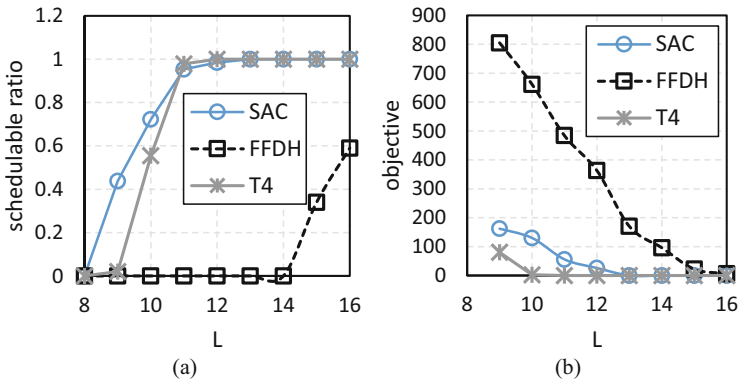 schedulable ratio
1.2
1
0.8
0.6
0.4
0.2
0
8 10 12 14 16
L
SAC
FFDH
T4
(a)
objective
900
800
700
600
500
400
300
200
100
0
8 10 12 14 16
L
SAC
FFDH
T4
(b)